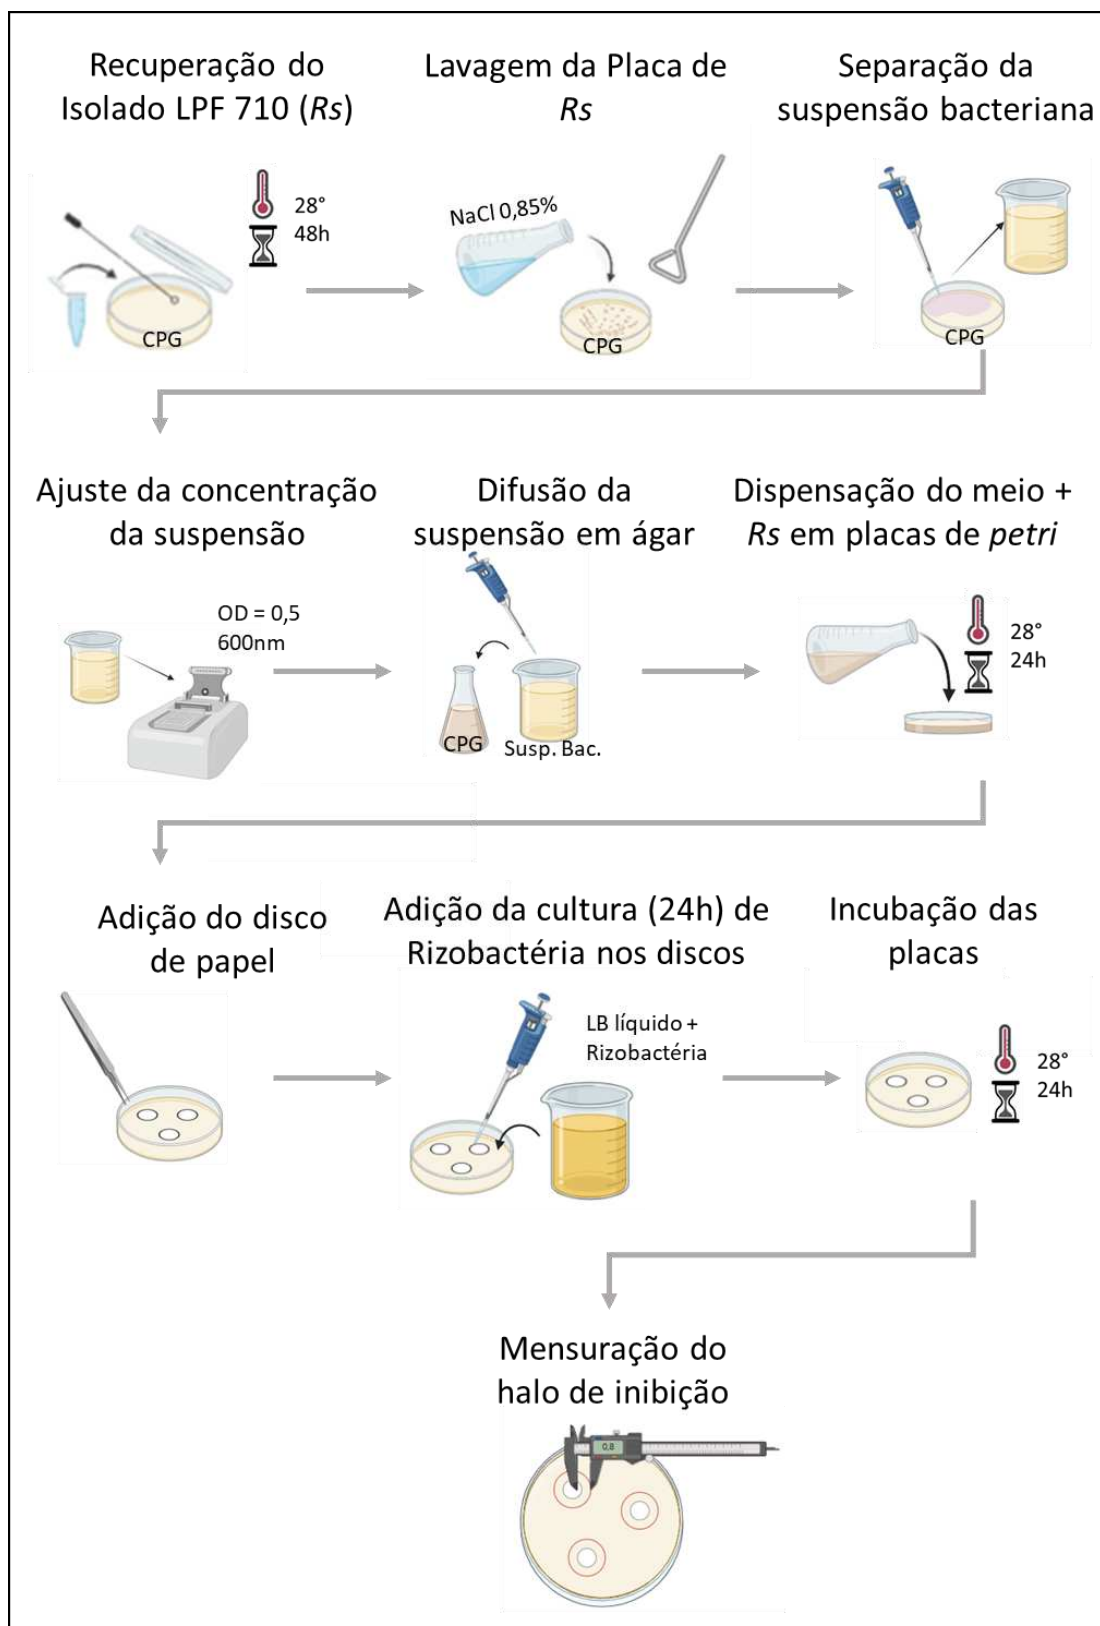 Recuperação do
Isolado LPF 710 (Rs)
28°
48h
CPG
Lavagem da Placa de
Rs
NaCl 0,85%
CPG
Separação da
suspensão bacteriana
CPG
Ajuste da concentração
da suspensão
OD = 0,5
600nm
Difusão da
suspensão em ágar
CPG
Susp. Bac.
Dispensação do meio +
Rs em placas de petri
28°
24h
Adição do disco
de papel
Adição da cultura (24h) de
Rizobactéria nos discos
LB líquido +
Rizobactéria
Incubação das
placas
28°
24h
Mensuração do
halo de inibição
0,8